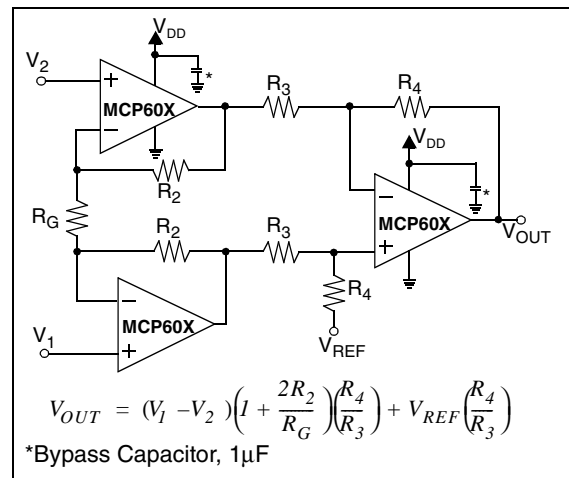 V_DD
V_2
*
R_3
R_4
+
MCP60X
−
V_DD
R_2
*
R_G
−
MCP60X
R_2
R_3
+
V_OUT
−
R_4
MCP60X
V_1
+
V_REF
V_OUT = (V_1 − V_2)(1 + 2R_2/R_G)(R_4/R_3) + V_REF(R_4/R_3)
*Bypass Capacitor, 1μF